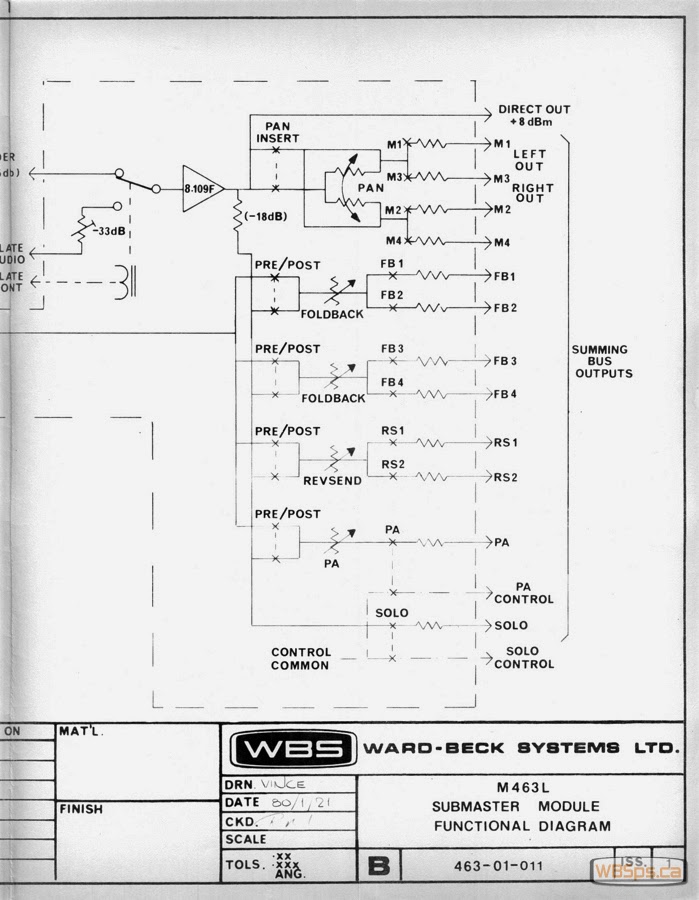 DIRECT OUT
+8 dBm
PAN
INSERT
M1
M1
LEFT
OUT
M3
M3
RIGHT
OUT
PAN
M2
M2
M4
M4
8.109F
(-18dB)
-33dB
PRE/POST
FB1
FB1
FB2
FB2
FOLDBACK
PRE/POST
FB3
FB3
FB4
FB4
FOLDBACK
SUMMING
BUS
OUTPUTS
PRE/POST
RS1
RS1
RS2
RS2
REVSEND
PRE/POST
PA
PA
PA
PA
CONTROL
SOLO
SOLO
CONTROL
COMMON
SOLO
CONTROL
ON
MAT'L.
FINISH
WBS WARD-BECK SYSTEMS LTD.
DRN. VINCE
DATE 80/1/21
CKD.
SCALE
TOLS. .XX
.XXX
ANG.
M463L
SUBMASTER MODULE
FUNCTIONAL DIAGRAM
B
463-01-011
ISS. 1
WBSps.ca